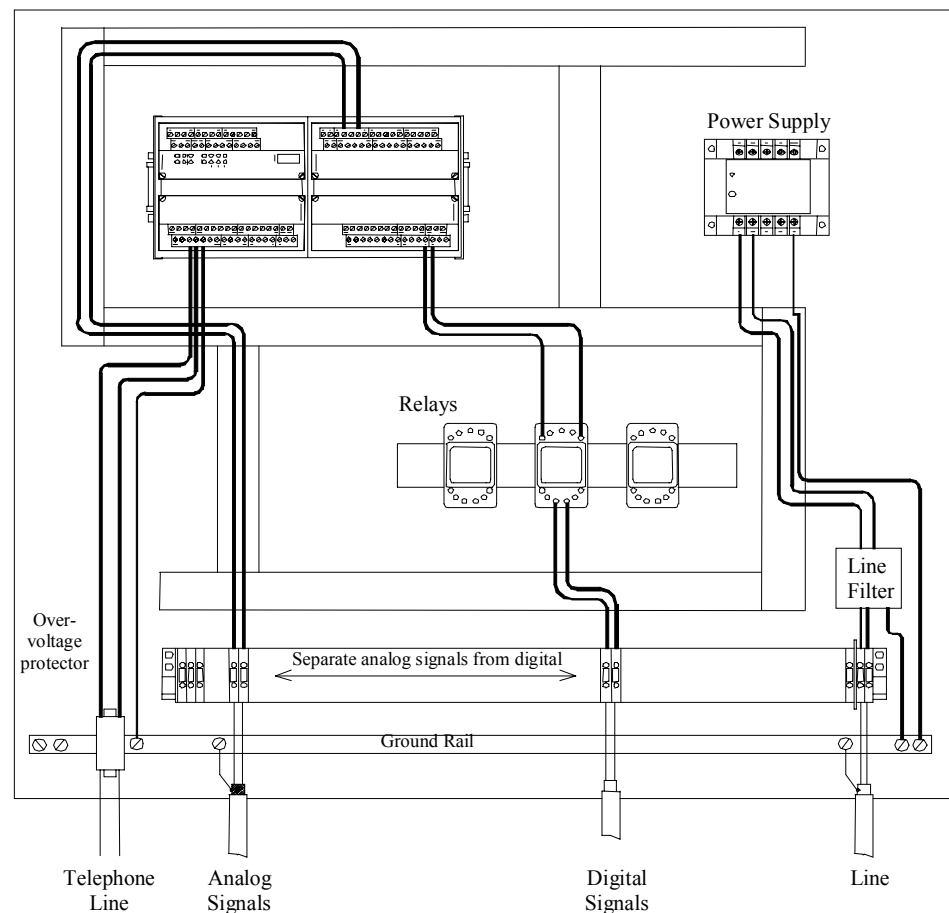 Power Supply
Relays
Line
Filter
Over-
voltage
protector
Separate analog signals from digital
Ground Rail
Telephone
Line
Analog
Signals
Digital
Signals
Line